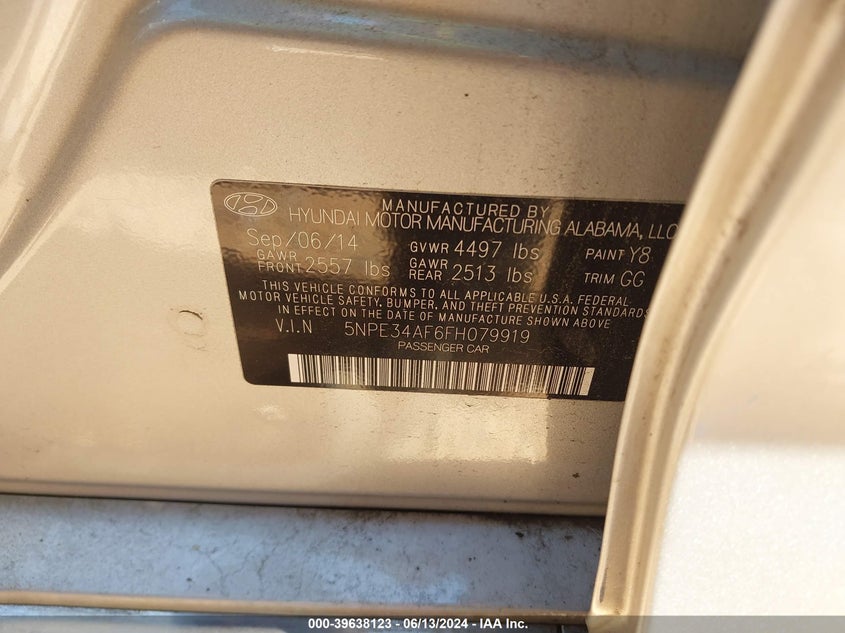 MANUFACTURED BY
HYUNDAI MOTOR MANUFACTURING ALABAMA, LLC
Sep/06/14 GVWR 4497 lbs PAINT Y8
GAWR FRONT 2557 lbs GAWR REAR 2513 lbs TRIM GG
THIS VEHICLE CONFORMS TO ALL APPLICABLE U.S.A. FEDERAL
MOTOR VEHICLE SAFETY, BUMPER, AND THEFT PREVENTION STANDARDS
IN EFFECT ON THE DATE OF MANUFACTURE SHOWN ABOVE
V.I.N 5NPE34AF6FH079919
PASSENGER CAR
000-39638123 - 06/13/2024 - IAA Inc.